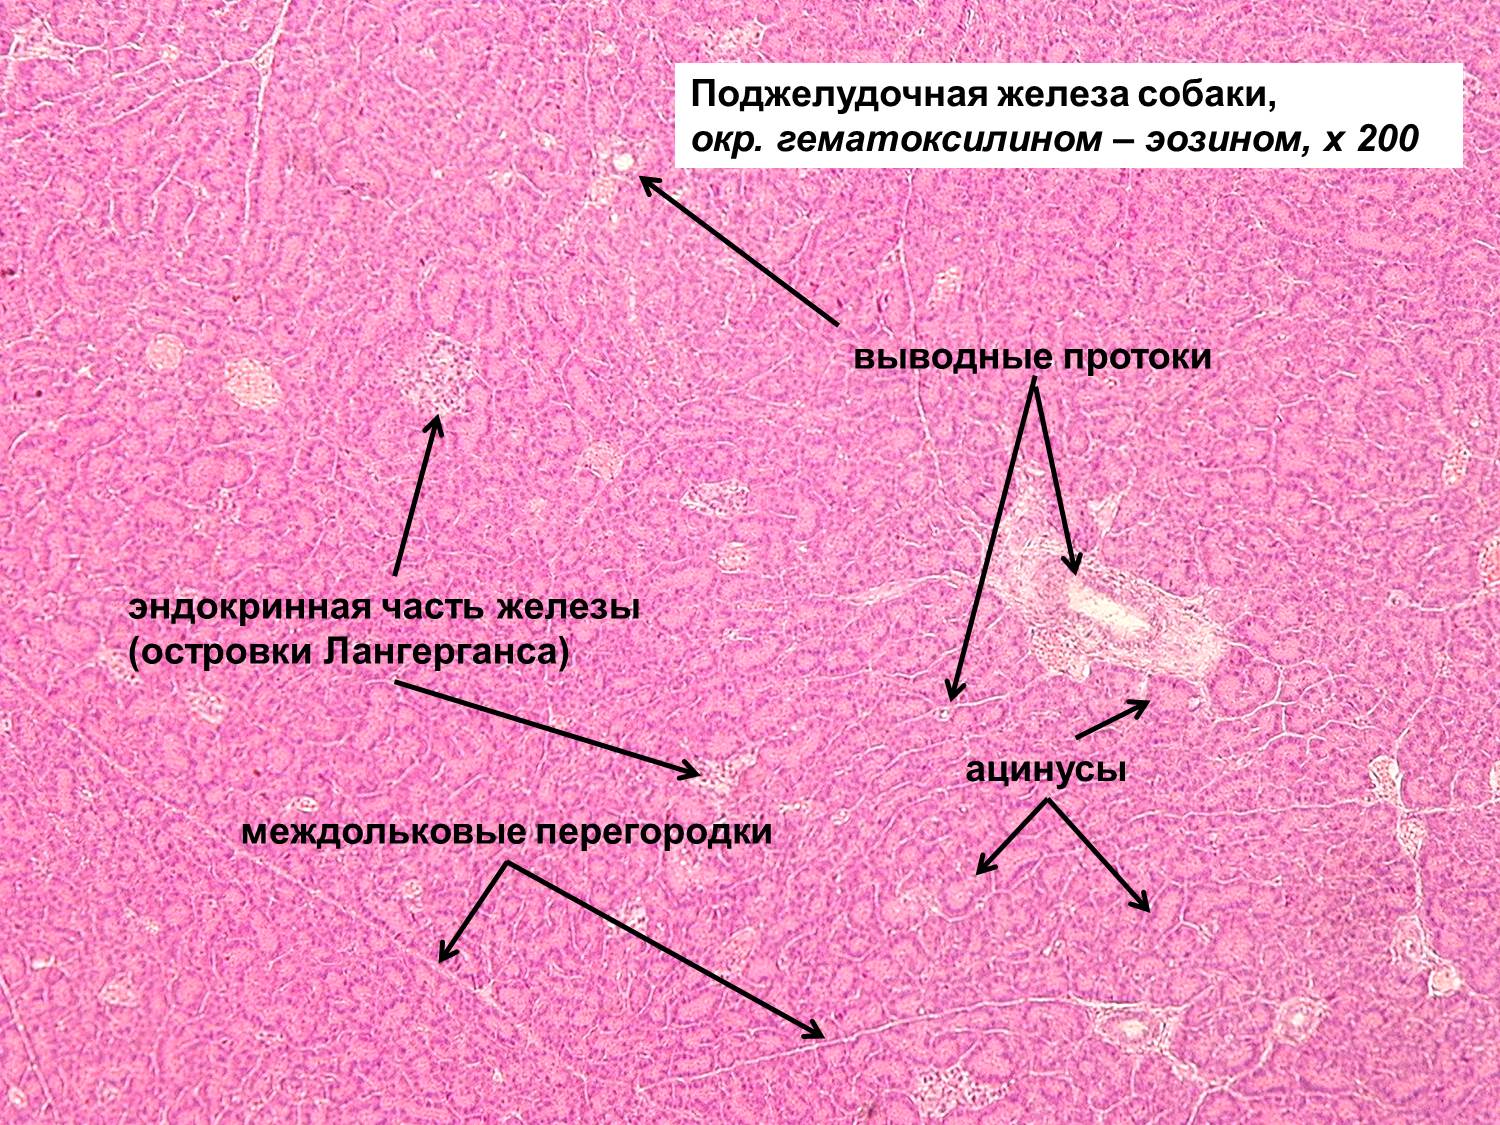 Поджелудочная железа собаки,
окр. гематоксилином – эозином, х 200
выводные протоки
эндокринная часть железы
(островки Лангерганса)
ацинусы
междольковые перегородки